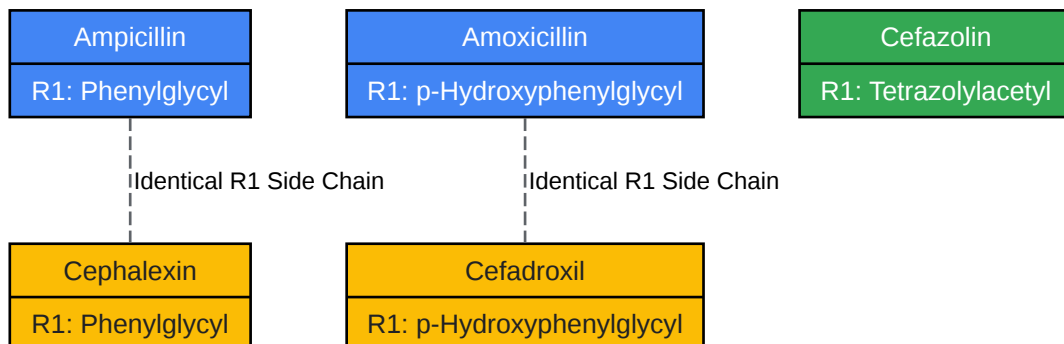 Ampicillin
R1: Phenylglycyl
Amoxicillin
R1: p-Hydroxyphenylglycyl
Cefazolin
R1: Tetrazolylacetyl
Identical R1 Side Chain
Identical R1 Side Chain
Cephalexin
R1: Phenylglycyl
Cefadroxil
R1: p-Hydroxyphenylglycyl